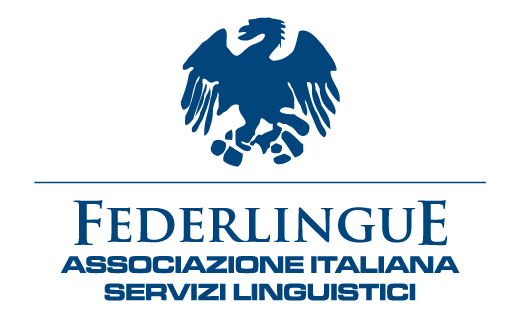 FEDERLINGUE
ASSOCIAZIONE ITALIANA
SERVIZI LINGUISTICI